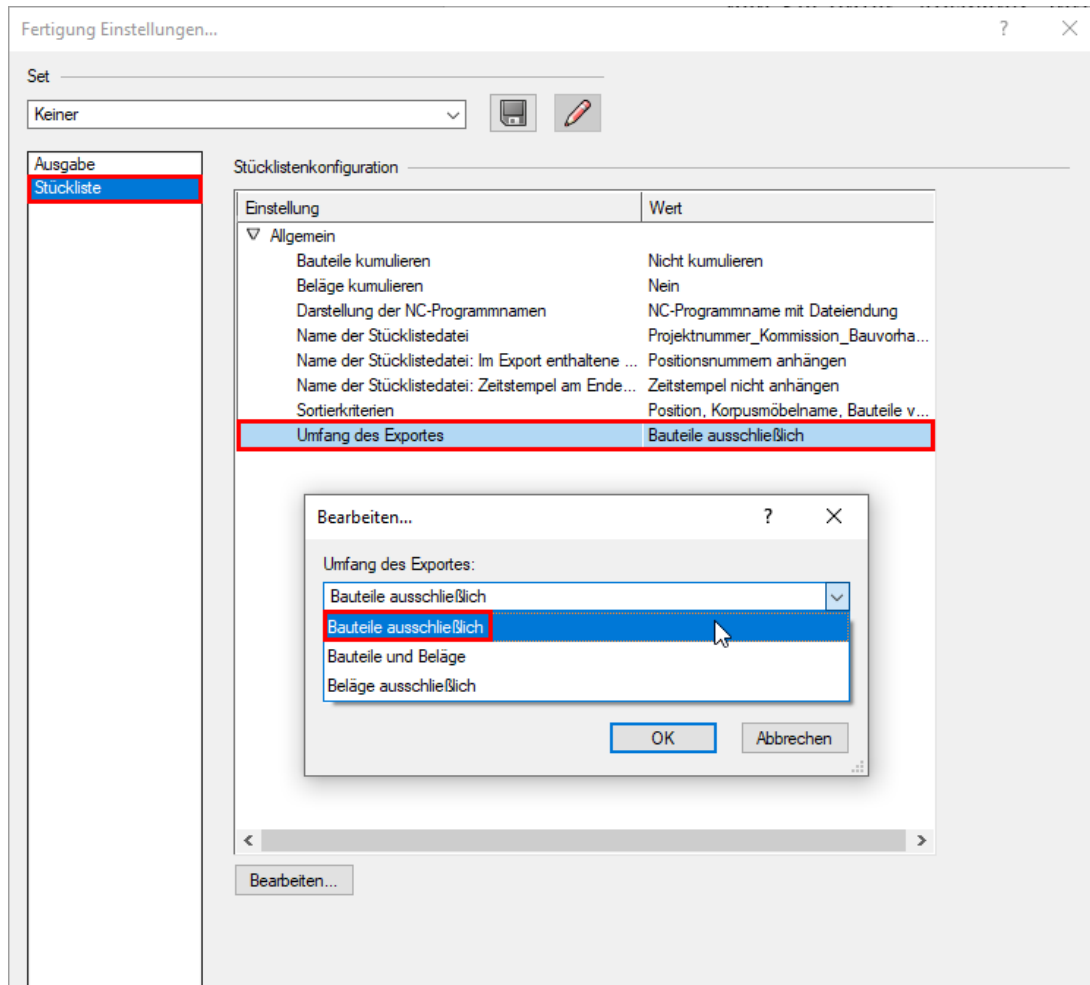 Fertigung Einstellungen...
Set
Keiner
Ausgabe
Stückliste
Stücklistenkonfiguration
Einstellung Wert
Allgemein
Bauteile kumulieren Nicht kumulieren
Beläge kumulieren Nein
Darstellung der NC-Programmnamen NC-Programmname mit Dateiendung
Name der Stücklistedatei Projektnummer_Kommission_Bauvorha...
Name der Stücklistedatei: Im Export enthaltene ... Positionsnummern anhängen
Name der Stücklistedatei: Zeitstempel am Ende... Zeitstempel nicht anhängen
Sortierkriterien Position, Korpusmöbelname, Bauteile v...
Umfang des Exportes Bauteile ausschließlich
Bearbeiten... ?
Umfang des Exportes:
Bauteile ausschließlich
Bauteile ausschließlich
Bauteile und Beläge
Beläge ausschließlich
OK Abbrechen
Bearbeiten...